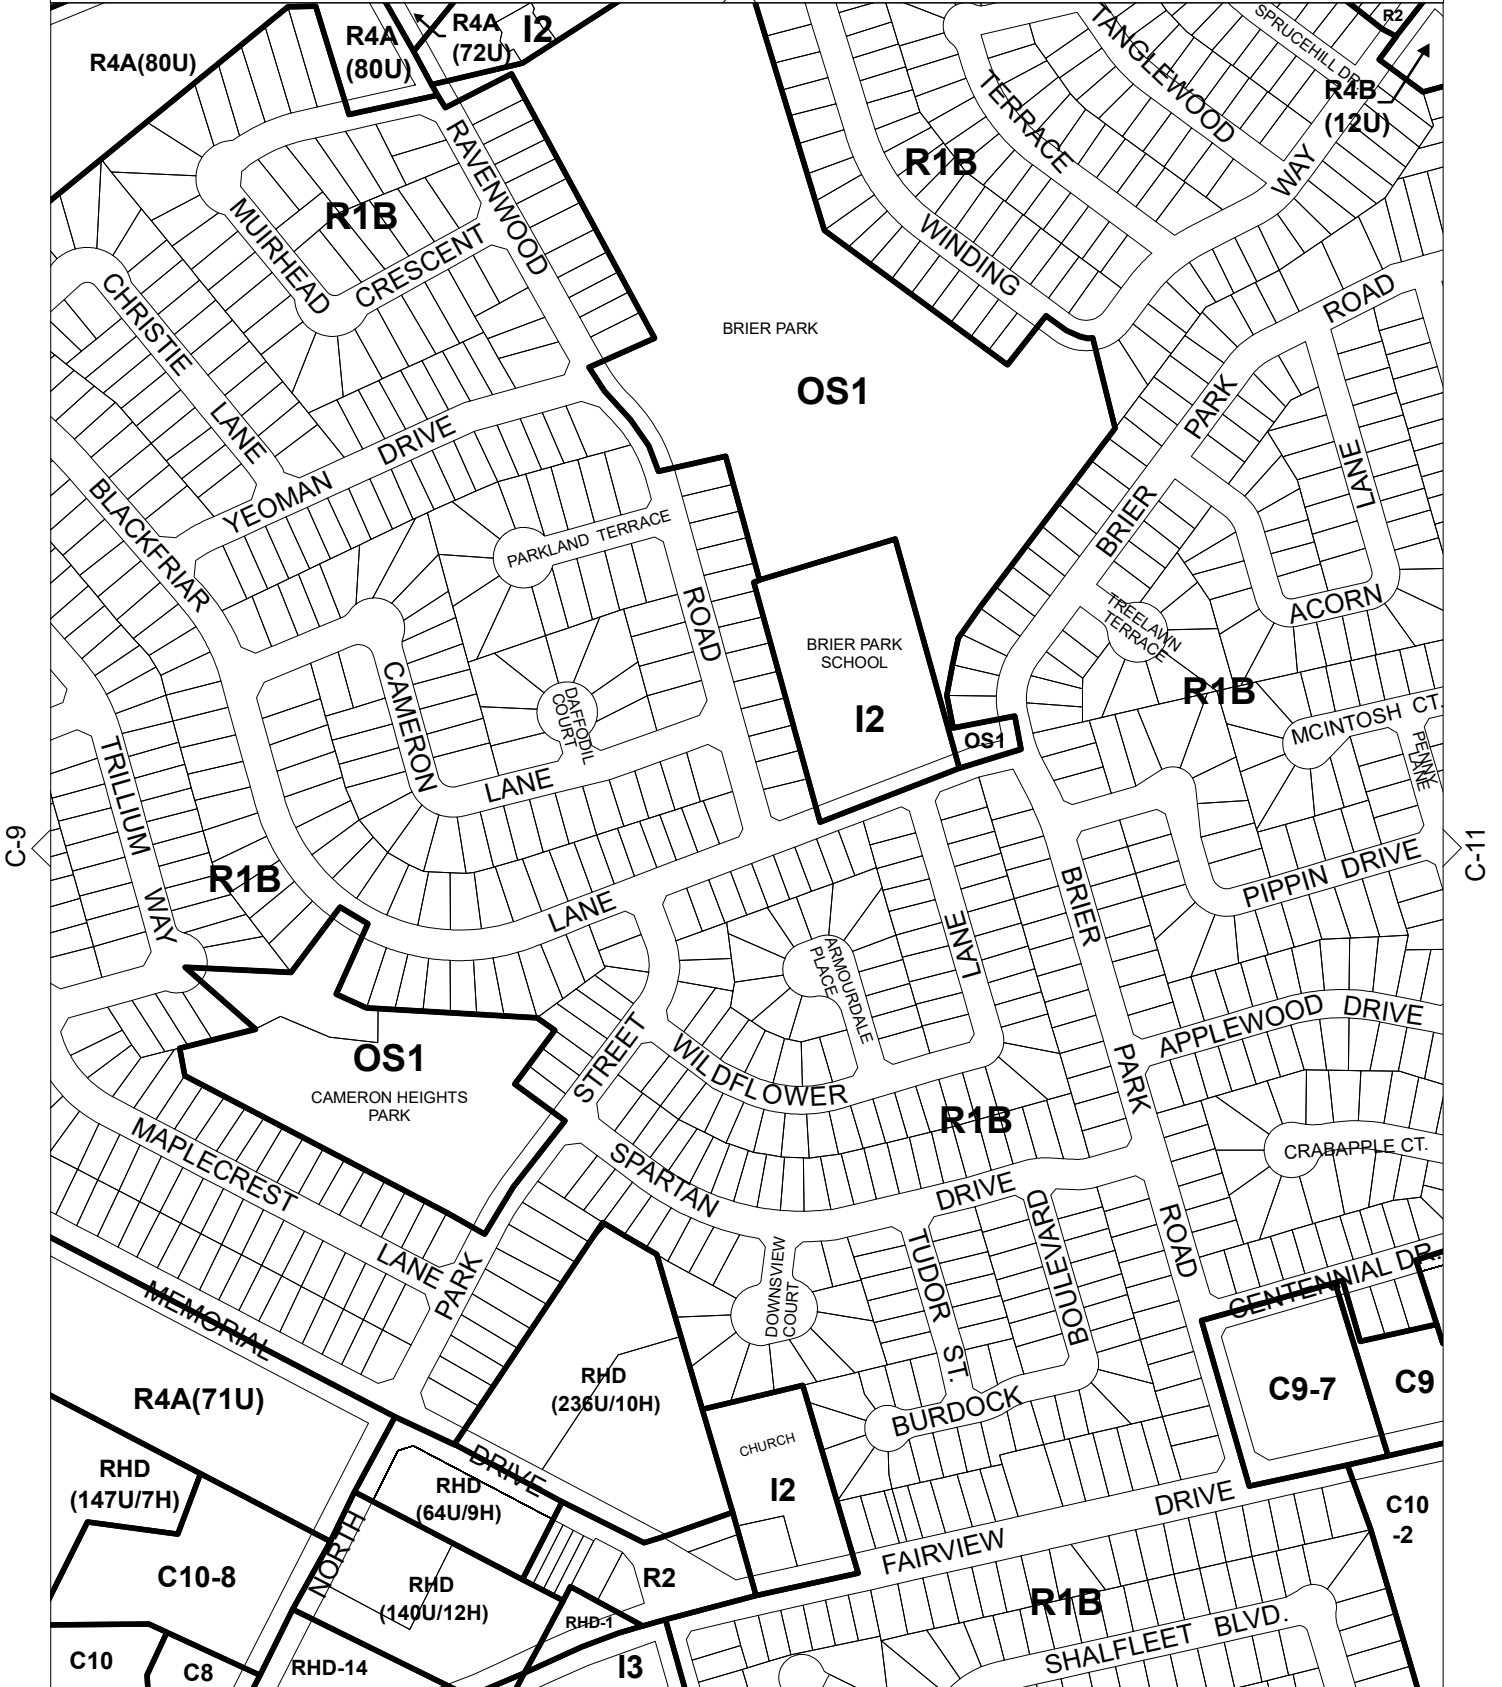 R4A(80U)
R4A
(80U)
R4A
(72U)
I2
R2
SPRUCEHILL DR.
TANGLEWOOD
R4B
(12U)
TERRACE
WAY
R1B
WINDING
RAVENWOOD
R1B
MUIRHEAD
CRESCENT
CHRISTIE
LANE
ROAD
BRIER PARK
OS1
PARK
BRIER
LANE
ACORN
YEOMAN
DRIVE
BLACKFRIAR
PARKLAND TERRACE
ROAD
BRIER PARK
SCHOOL
I2
OS1
TREELAWN
TERRACE
R1B
MCINTOSH CT.
PENNY
LANE
DAFFODIL
COURT
CAMERON
LANE
TRILLIUM
WAY
C-9
C-11
R1B
LANE
PIPPIN DRIVE
BRIER
LANE
ARMOURDALE
PLACE
APPLEWOOD DRIVE
OS1
CAMERON HEIGHTS
PARK
STREET
WILDFLOWER
R1B
PARK
MAPLECREST
LANE
SPARTAN
DRIVE
CRABAPPLE CT.
ROAD
BOULEVARD
TUDOR ST.
DOWNSVIEW
COURT
PARK
CENTENNIAL DR.
MEMORIAL
R4A(71U)
RHD
(236U/10H)
C9-7
C9
BURDOCK
CHURCH
I2
DRIVE
RHD
(147U/7H)
RHD
(64U/9H)
DRIVE
C10
-2
NORTH
FAIRVIEW
C10-8
RHD
(140U/12H)
R2
RHD-1
R1B
SHALFLEET BLVD.
C10
C8
RHD-14
I3